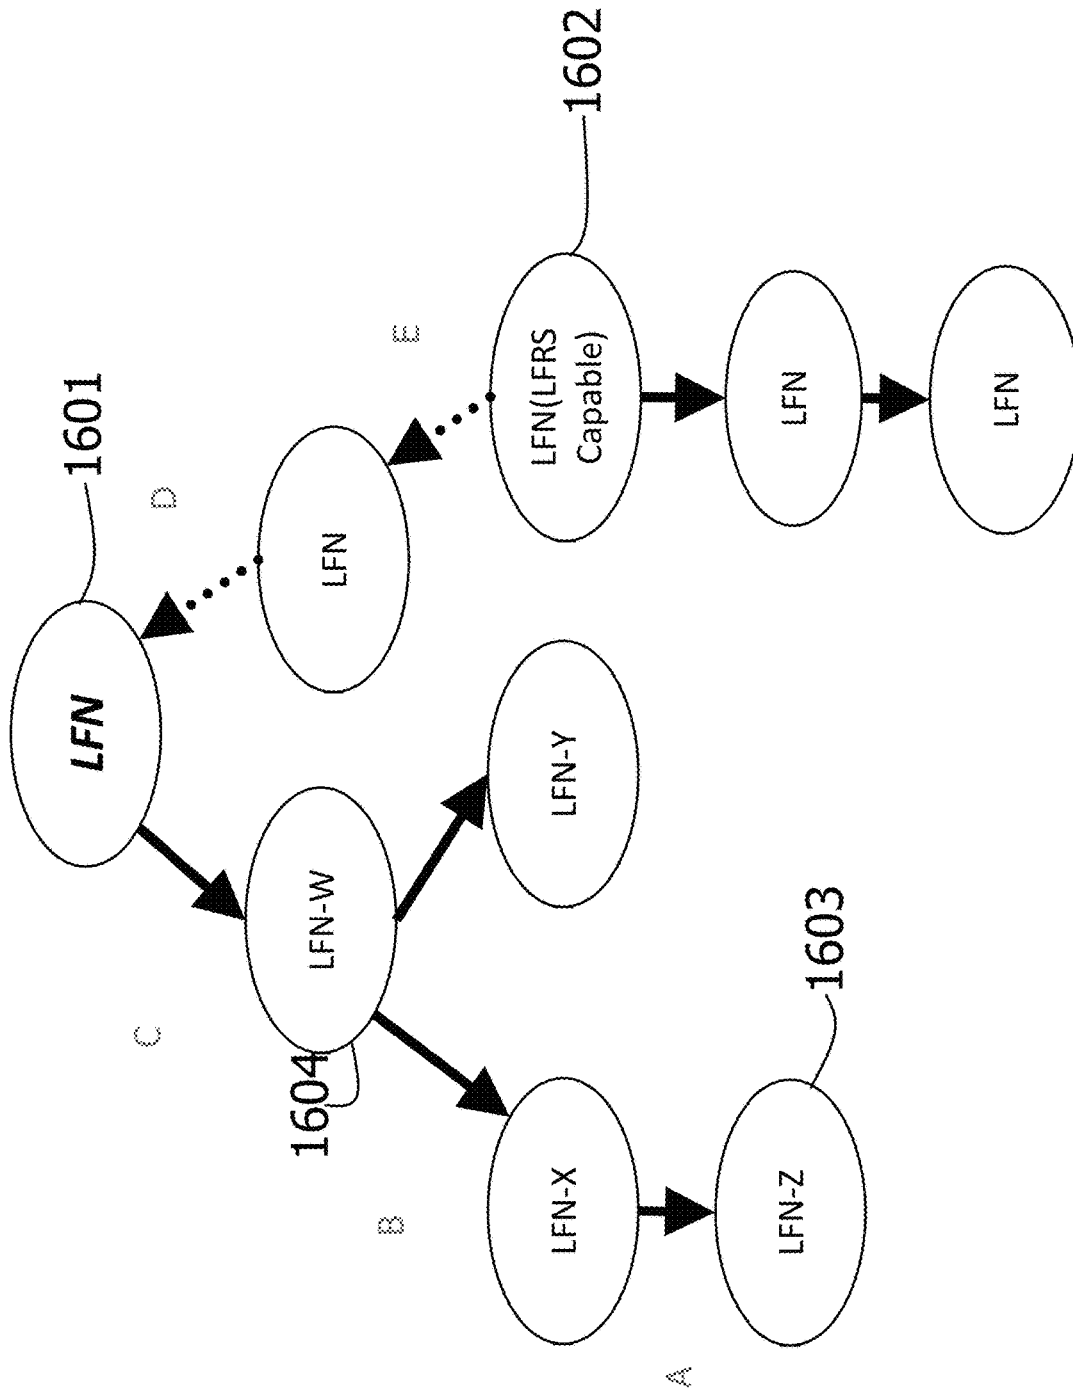 1601
LFN
D
C
LFN
LFN-W
1604
E
B
1602
LFN(LFRS
Capable)
LFN-Y
LFN-X
A
LFN
LFN-Z
1603
LFN